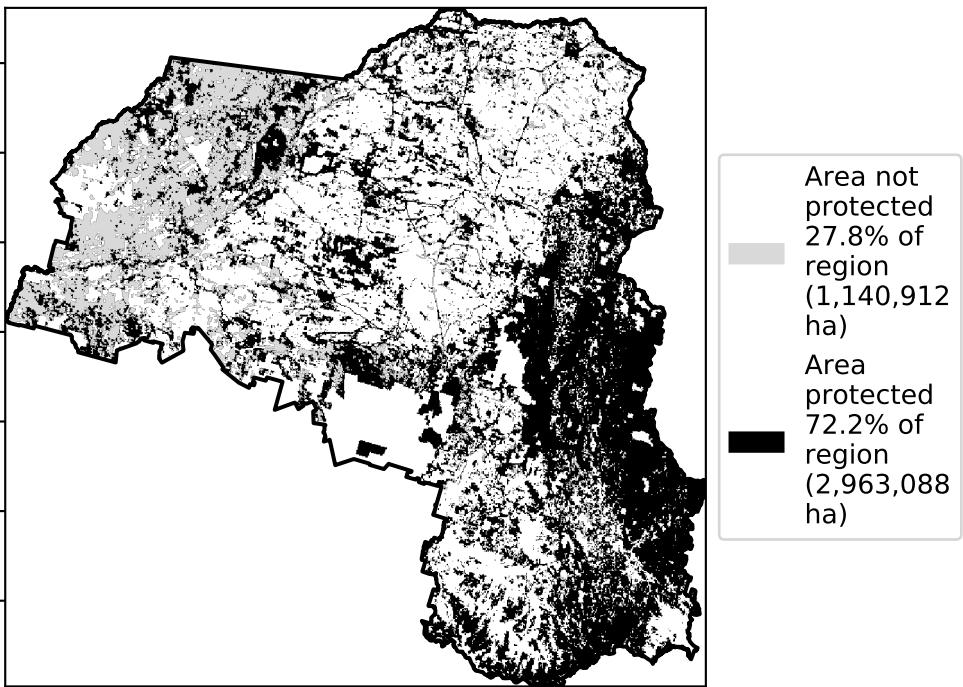 Area not
protected
27.8% of
region
(1,140,912
ha)
Area
protected
72.2% of
region
(2,963,088
ha)